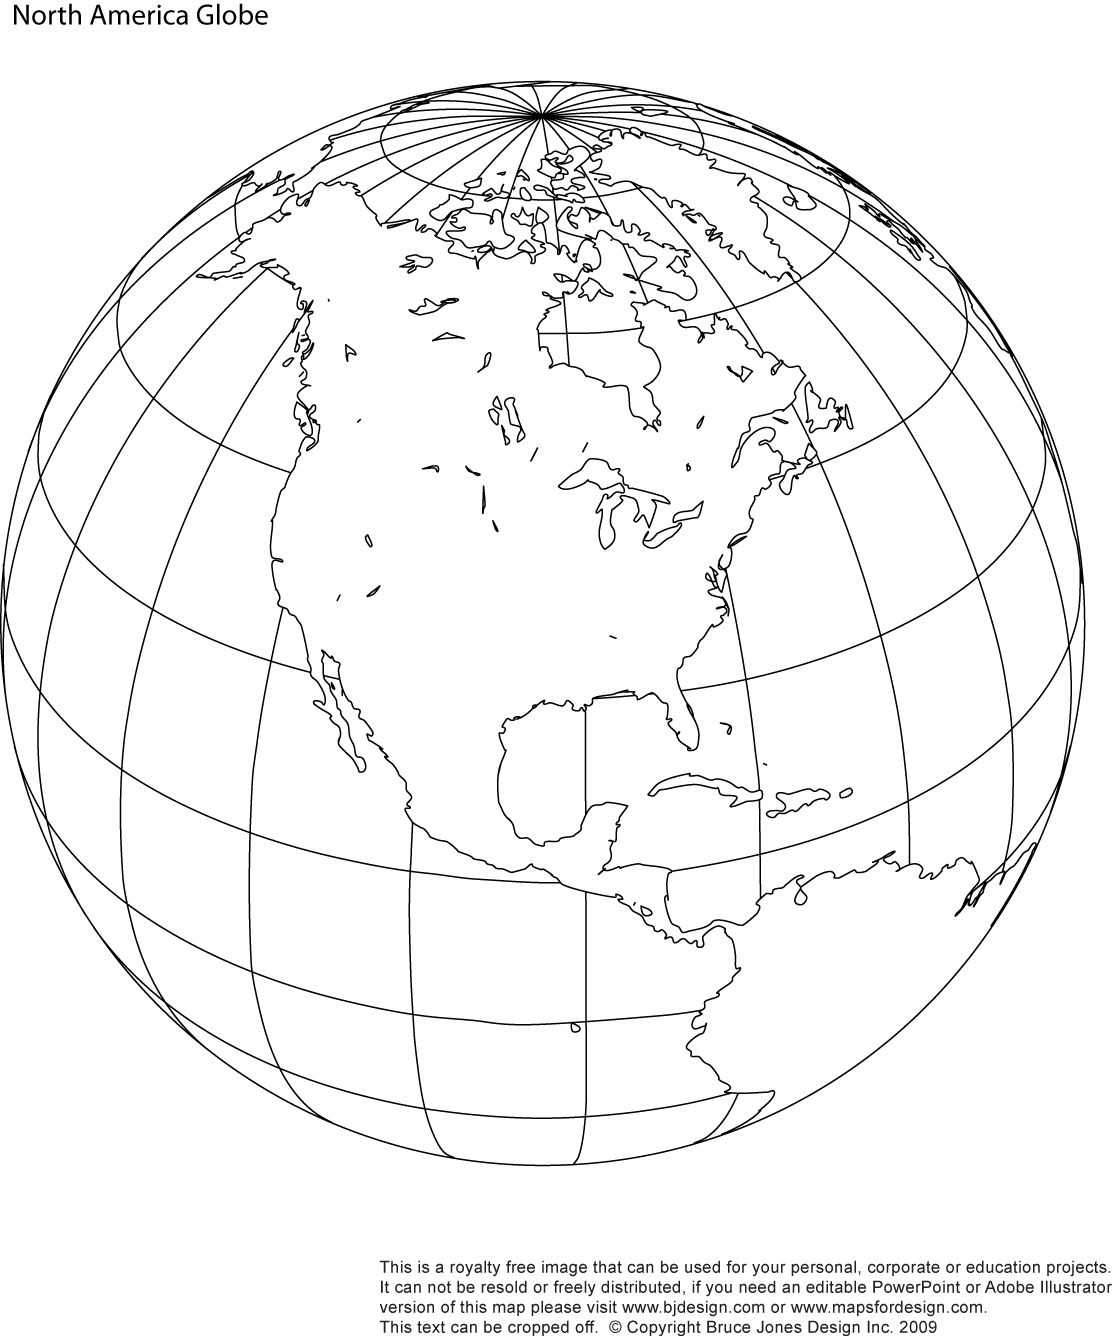 North America Globe
This is a royalty free image that can be used for your personal, corporate or education projects.
It can not be resold or freely distributed, if you need an editable PowerPoint or Adobe Illustrator
version of this map please visit www.bjdesign.com or www.mapsfordesign.com.
This text can be cropped off.  © Copyright Bruce Jones Design Inc. 2009